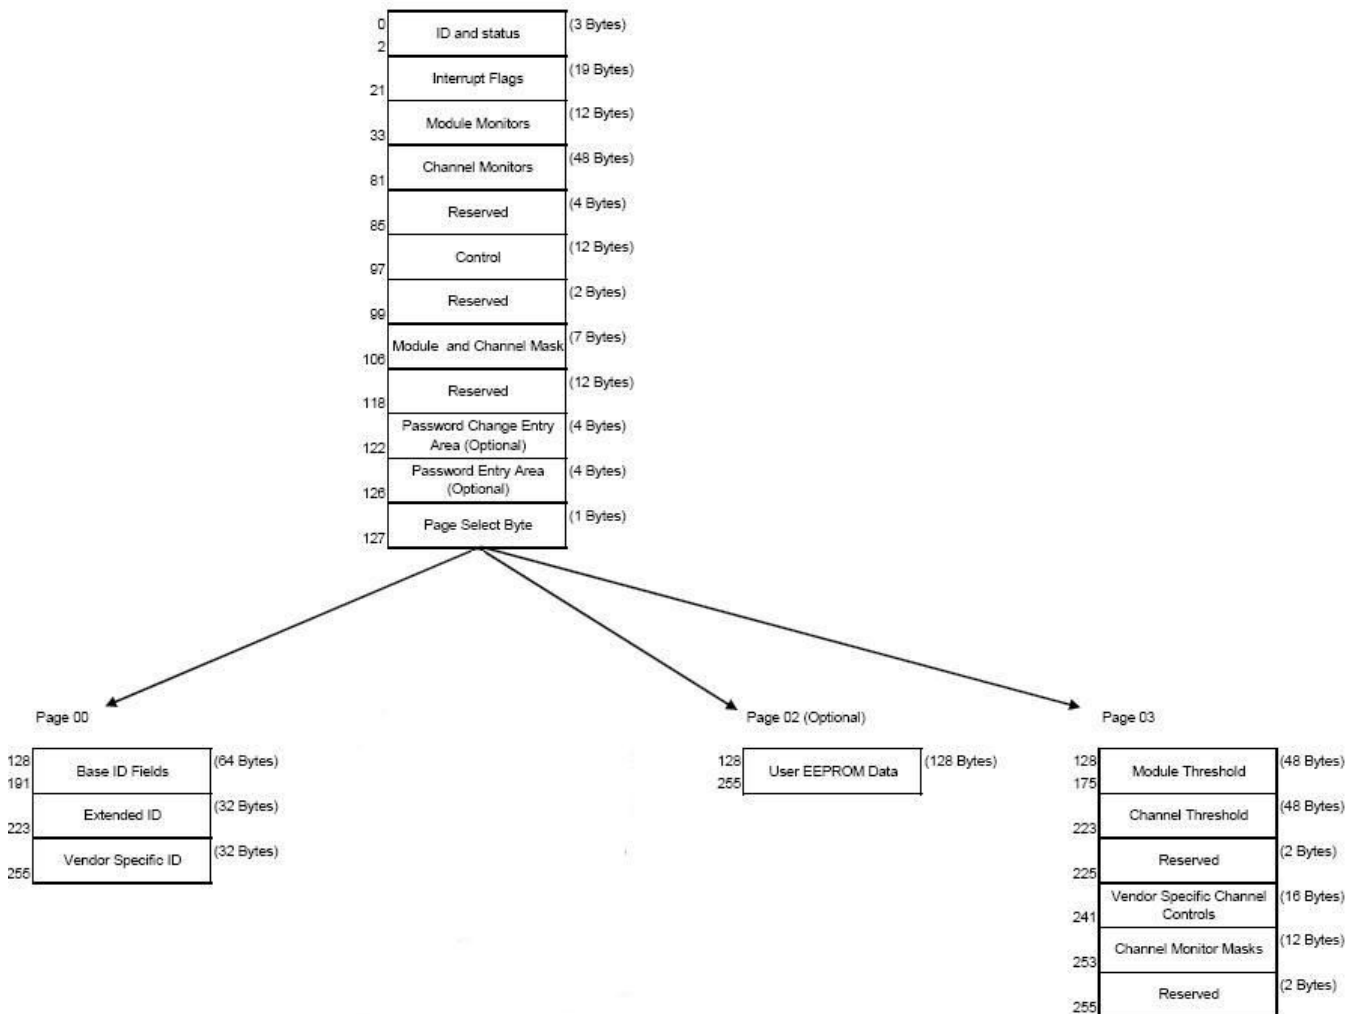 0
ID and status
(3 Bytes)
2
Interrupt Flags
(19 Bytes)
21
Module Monitors
(12 Bytes)
33
Channel Monitors
(48 Bytes)
81
Reserved
(4 Bytes)
85
Control
(12 Bytes)
97
Reserved
(2 Bytes)
99
Module and Channel Mask
(7 Bytes)
106
Reserved
(12 Bytes)
118
Password Change Entry
Area (Optional)
(4 Bytes)
122
Password Entry Area
(Optional)
(4 Bytes)
126
Page Select Byte
(1 Bytes)
127
Page 00
128
Base ID Fields
(64 Bytes)
191
Extended ID
(32 Bytes)
223
Vendor Specific ID
(32 Bytes)
255
Page 02 (Optional)
128
User EEPROM Data
(128 Bytes)
255
Page 03
128
Module Threshold
(48 Bytes)
175
Channel Threshold
(48 Bytes)
223
Reserved
(2 Bytes)
225
Vendor Specific Channel
Controls
(16 Bytes)
241
Channel Monitor Masks
(12 Bytes)
253
Reserved
(2 Bytes)
255